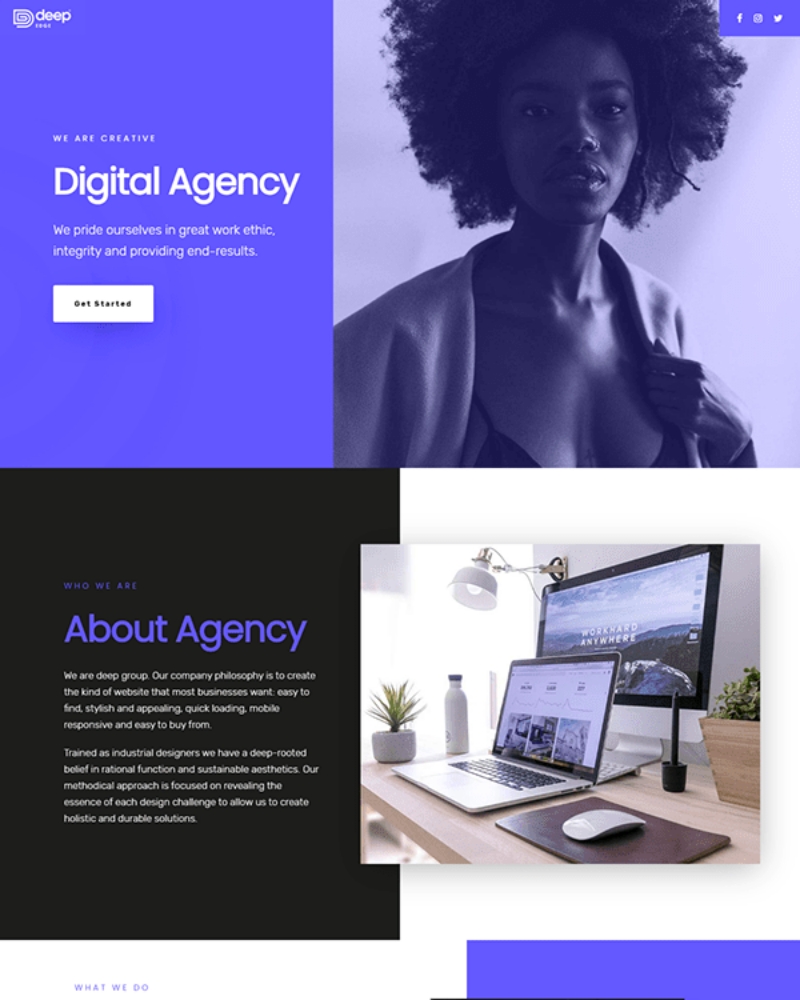 deep
EDGE
WE ARE CREATIVE
Digital Agency
We pride ourselves in great work ethic,
integrity and providing end-results.
Get Started
WHO WE ARE
About Agency
We are deep group. Our company philosophy is to create
the kind of website that most businesses want: easy to
find, stylish and appealing, quick loading, mobile
responsive and easy to buy from.
Trained as industrial designers we have a deep-rooted
belief in rational function and sustainable aesthetics. Our
methodical approach is focused on revealing the
essence of each design challenge to allow us to create
holistic and durable solutions.
WORKHARD
ANYWHERE
WHAT WE DO